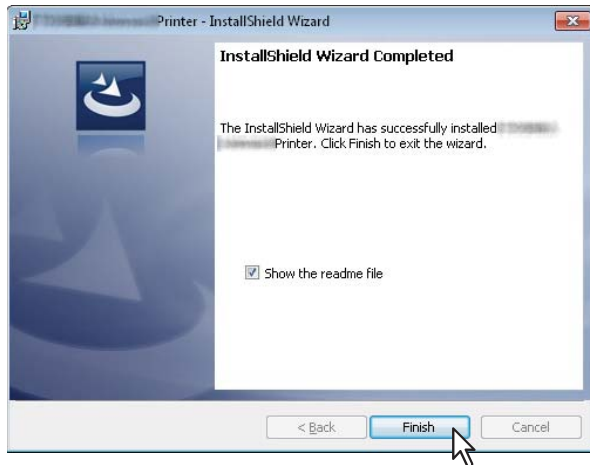 Printer - InstallShield Wizard
InstallShield Wizard Completed
The InstallShield Wizard has successfully installed
Printer. Click Finish to exit the wizard.
Show the readme file
< Back
Finish
Cancel